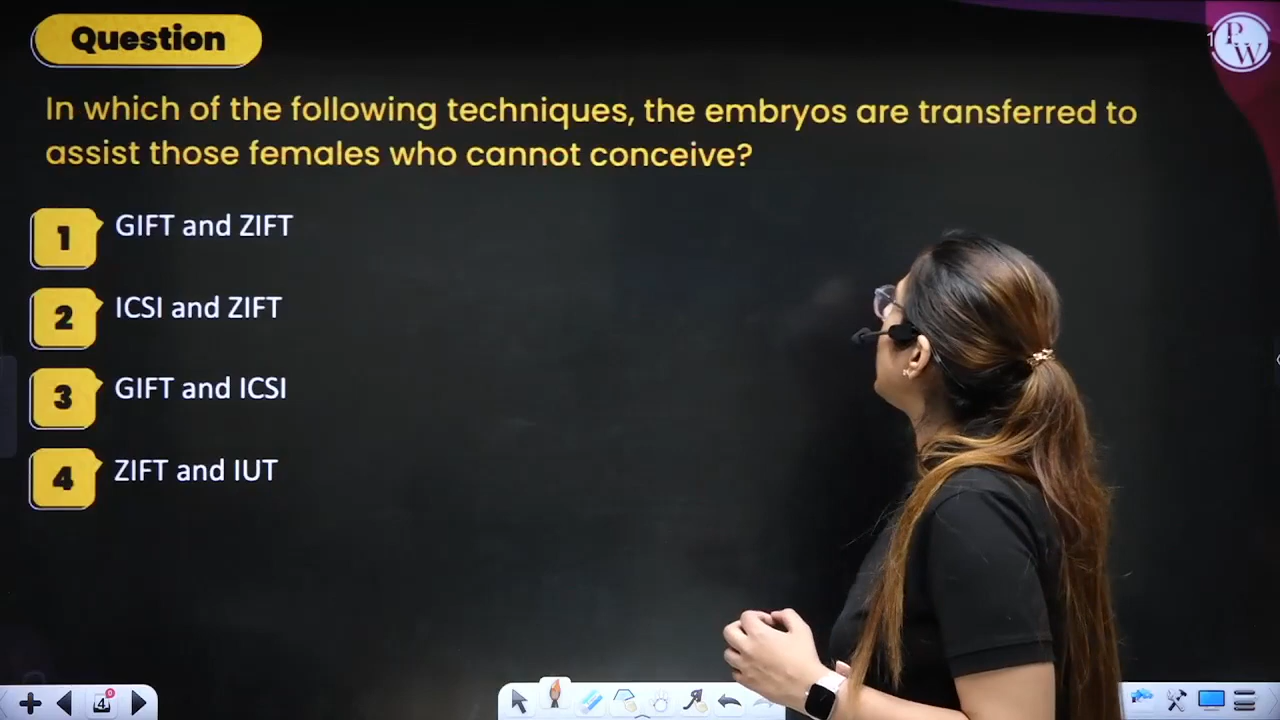 Question
In which of the following techniques, the embryos are transferred to
assist those females who cannot conceive?
1
GIFT and ZIFT
2
ICSI and ZIFT
3
GIFT and ICSI
4
ZIFT and IUT
PW